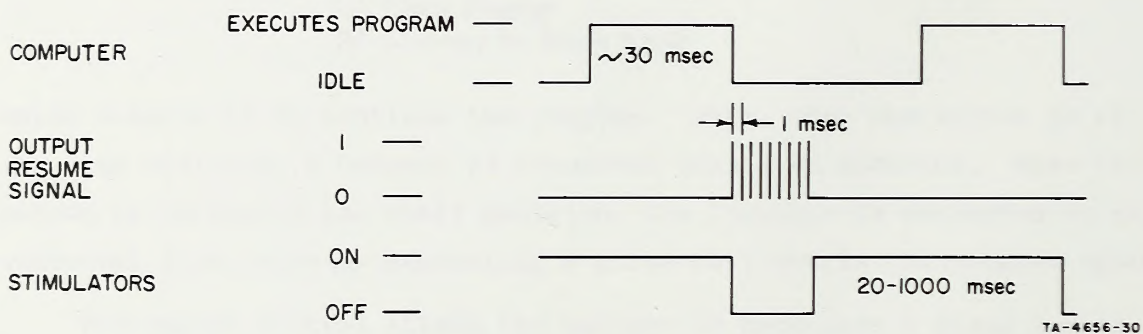 EXECUTES PROGRAM
COMPUTER
~30 msec
IDLE
1 msec
OUTPUT
RESUME
SIGNAL
1
0
ON
STIMULATORS
20-1000 msec
OFF
TA-4656-30